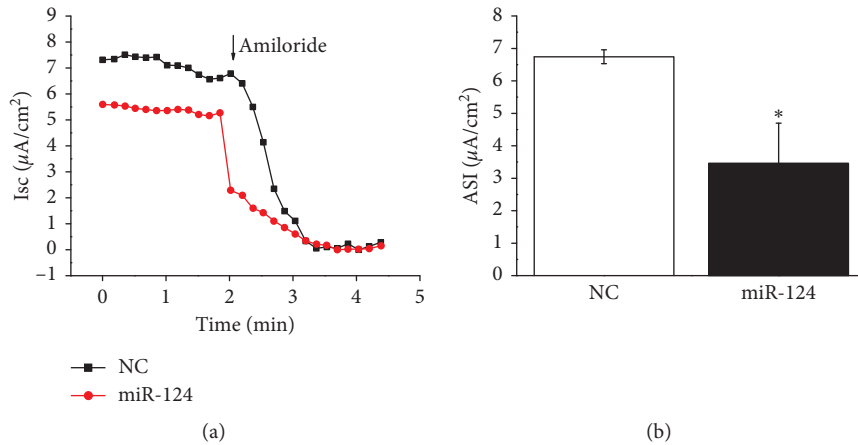 9
8
7
6
5
4
3
2
1
0
−1
Isc (μA/cm²)
Amiloride
0 1 2 3 4 5
Time (min)
NC
miR-124
(a)
8
7
6
5
4
3
2
1
0
ASI (μA/cm²)
*
NC miR-124
(b)